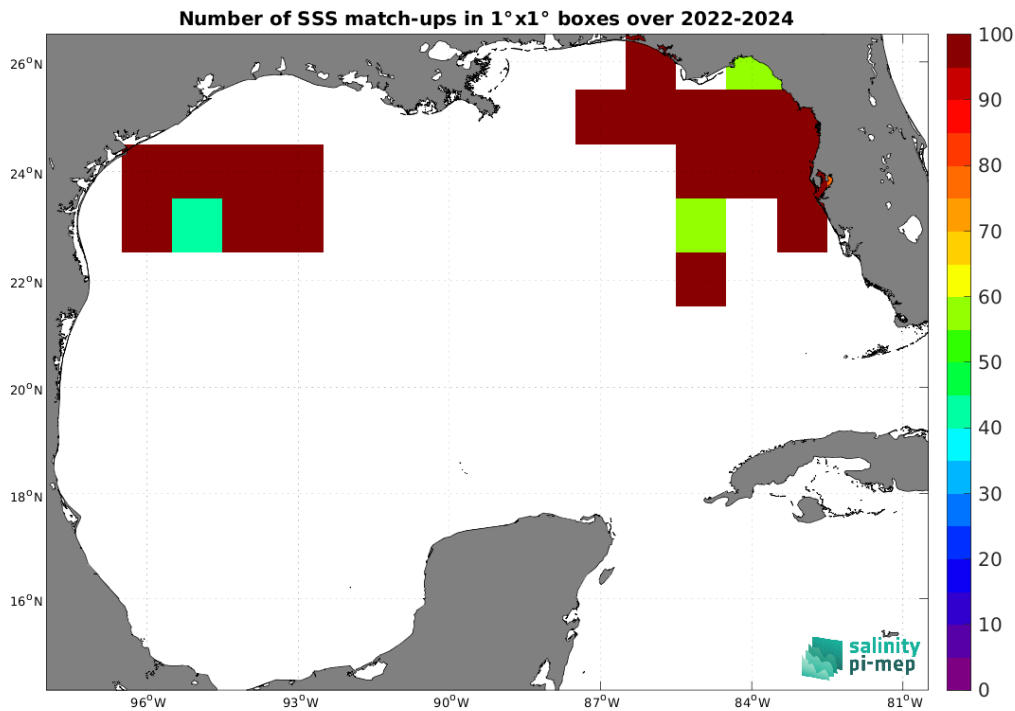 Number of SSS match-ups in 1°x1° boxes over 2022-2024
26°N
24°N
22°N
20°N
18°N
16°N
96°W
93°W
90°W
87°W
84°W
81°W
100
90
80
70
60
50
40
30
20
10
0
salinity
pi-mep